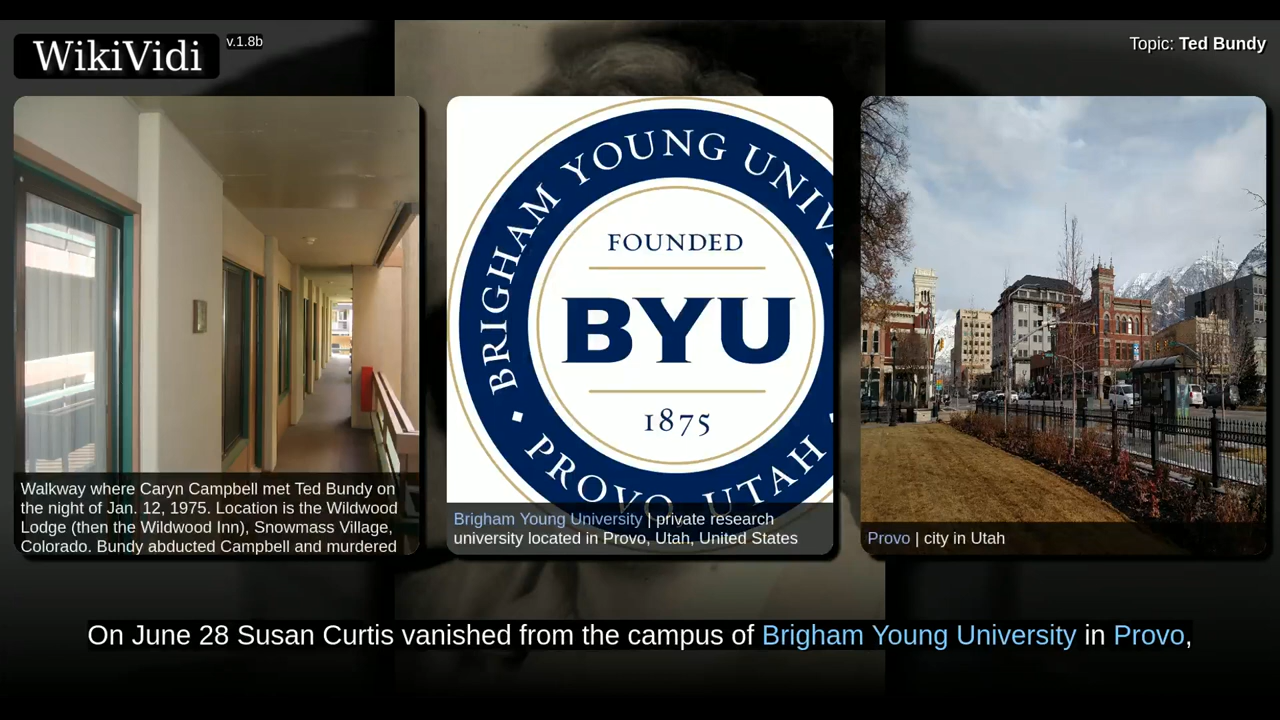 WikiVidi
v.1.8b
Topic: Ted Bundy
Walkway where Caryn Campbell met Ted Bundy on
the night of Jan. 12, 1975. Location is the Wildwood
Lodge (then the Wildwood Inn), Snowmass Village,
Colorado. Bundy abducted Campbell and murdered
BRIGHAM YOUNG UNIV
FOUNDED
BYU
1875
PROVO, UTAH
Brigham Young University | private research
university located in Provo, Utah, United States
Provo | city in Utah
On June 28 Susan Curtis vanished from the campus of Brigham Young University in Provo,